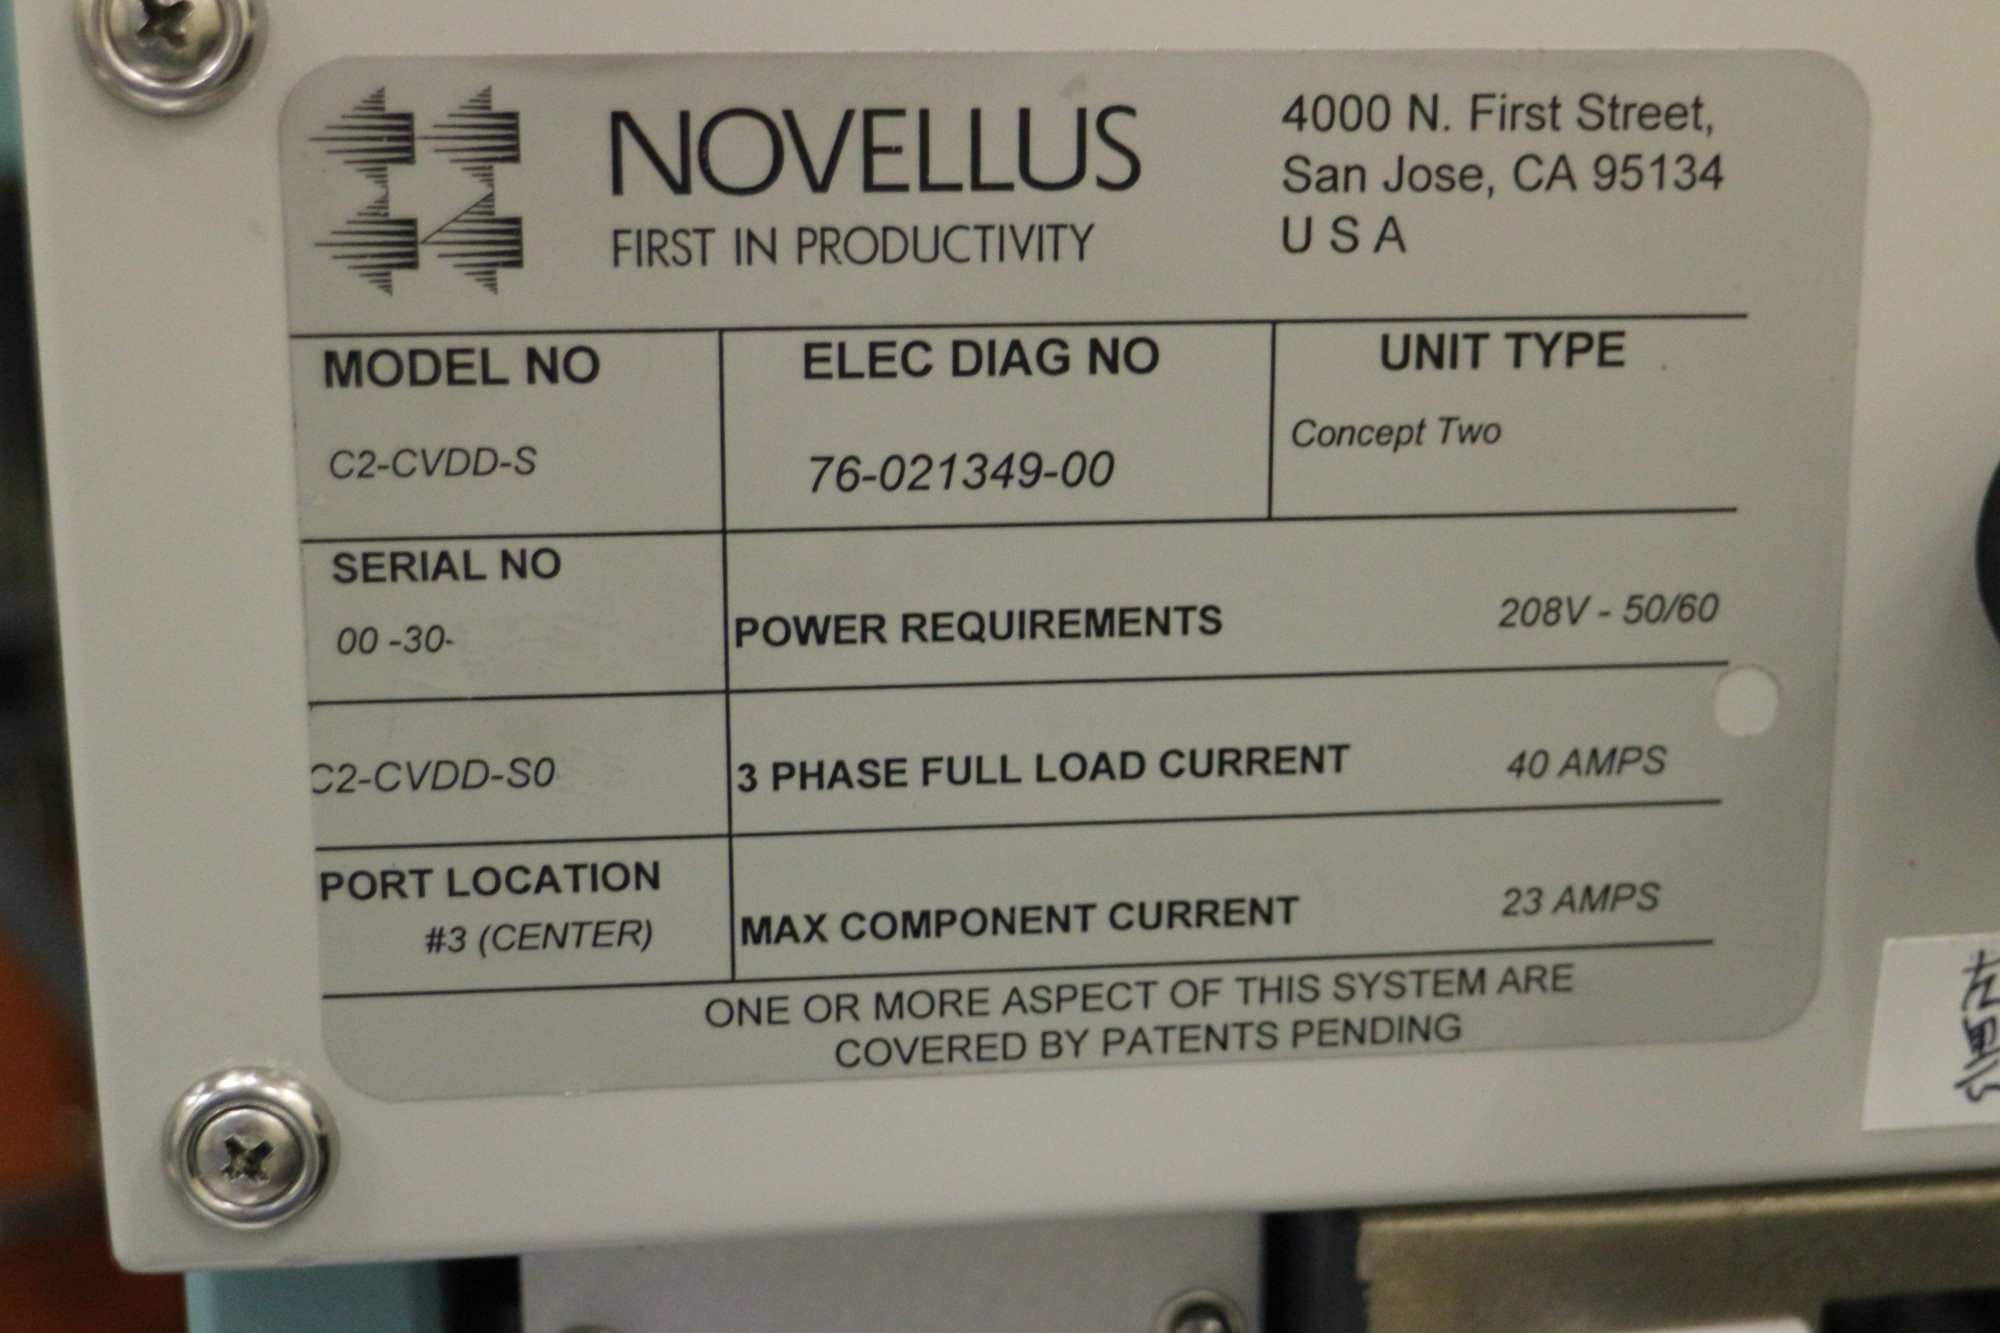 NOVELLUS
FIRST IN PRODUCTIVITY
4000 N. First Street,
San Jose, CA 95134
U S A
MODEL NO
C2-CVDD-S
ELEC DIAG NO
76-021349-00
UNIT TYPE
Concept Two
SERIAL NO
00 -30-
POWER REQUIREMENTS 208V - 50/60
C2-CVDD-S0
3 PHASE FULL LOAD CURRENT 40 AMPS
PORT LOCATION
#3 (CENTER)
MAX COMPONENT CURRENT 23 AMPS
ONE OR MORE ASPECT OF THIS SYSTEM ARE
COVERED BY PATENTS PENDING